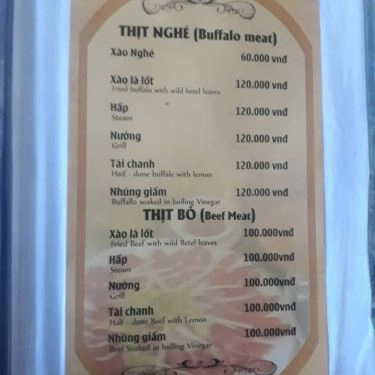 THỊT NGHÉ (Buffalo meat)
Xào Nghé 60.000 vnđ
Xào lá lốt 120.000 vnđ
Fried buffalo with wild betel leaves
Hấp 120.000 vnđ
Steam
Nướng 120.000 vnđ
Grill
Tái chanh 120.000 vnđ
Half - done buffale with lemon
Nhúng giấm 120.000 vnđ
Buffallo soaked in boiling Vinegar
THỊT BÒ (Beef Meat)
Xào lá lốt 100.000vnđ
Fried Beef with wild Betel leaves
Hấp 100.000vnđ
Steam
Nướng 100.000vnđ
Grill
Tái chanh 100.000vnđ
Half - done Beef with Lemon
Nhúng giấm 100.000vnđ
Beef Soaked in boiling Vinegar